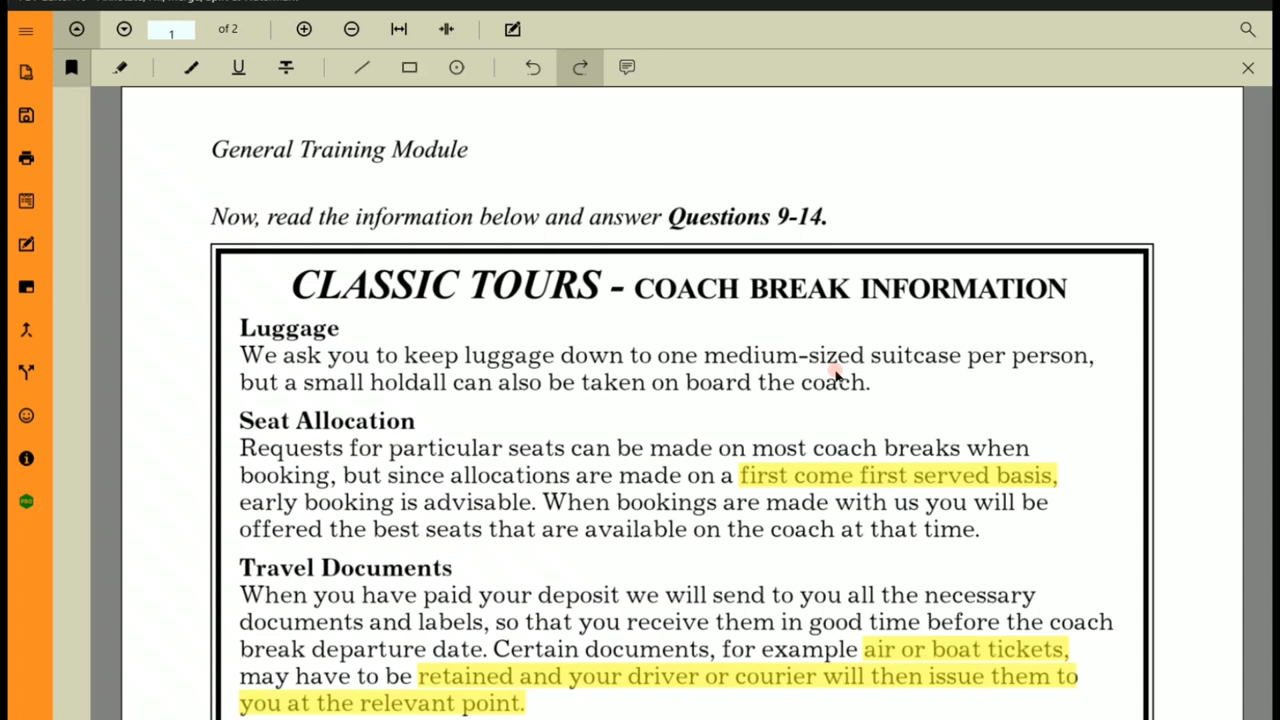 1
of 2
General Training Module
Now, read the information below and answer Questions 9-14.
CLASSIC TOURS - COACH BREAK INFORMATION
Luggage
We ask you to keep luggage down to one medium-sized suitcase per person,
but a small holdall can also be taken on board the coach.
Seat Allocation
Requests for particular seats can be made on most coach breaks when
booking, but since allocations are made on a first come first served basis,
early booking is advisable. When bookings are made with us you will be
offered the best seats that are available on the coach at that time.
Travel Documents
When you have paid your deposit we will send to you all the necessary
documents and labels, so that you receive them in good time before the coach
break departure date. Certain documents, for example air or boat tickets,
may have to be retained and your driver or courier will then issue them to
you at the relevant point.